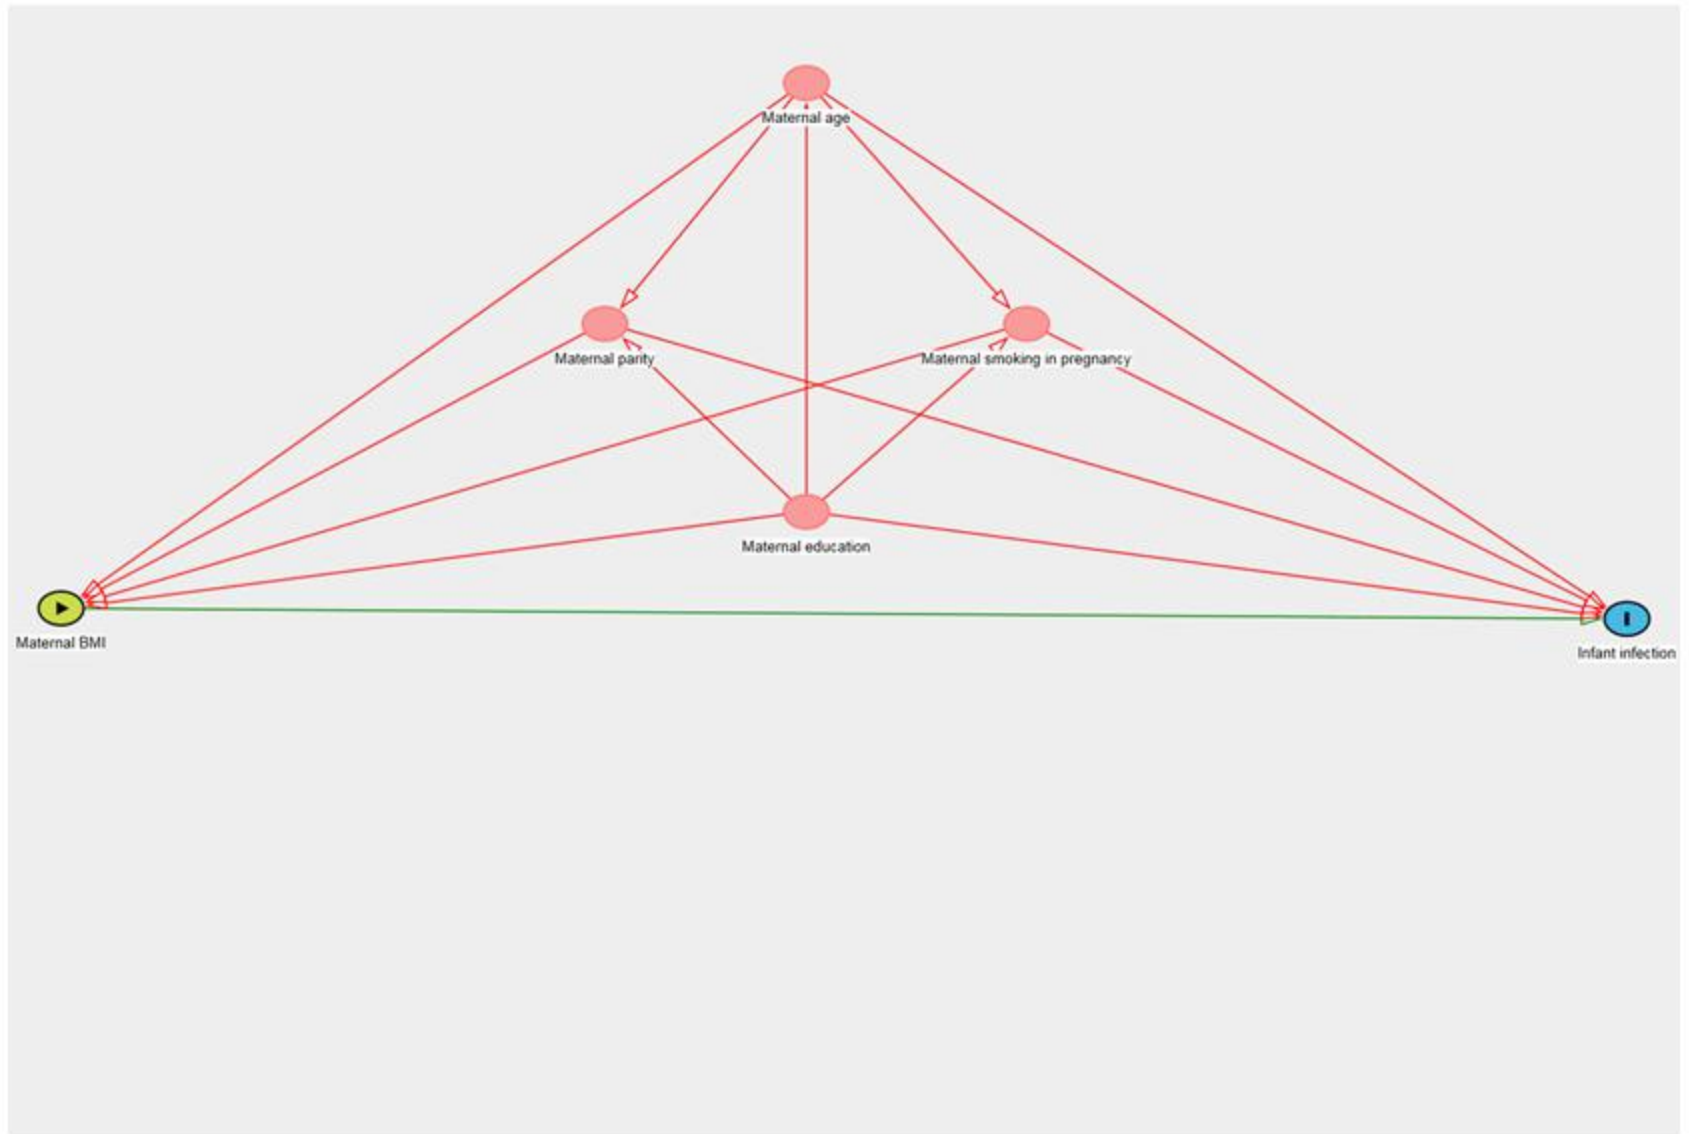 Maternal age
Maternal parity
Maternal smoking in pregnancy
Maternal education
Maternal BMI
Infant infection